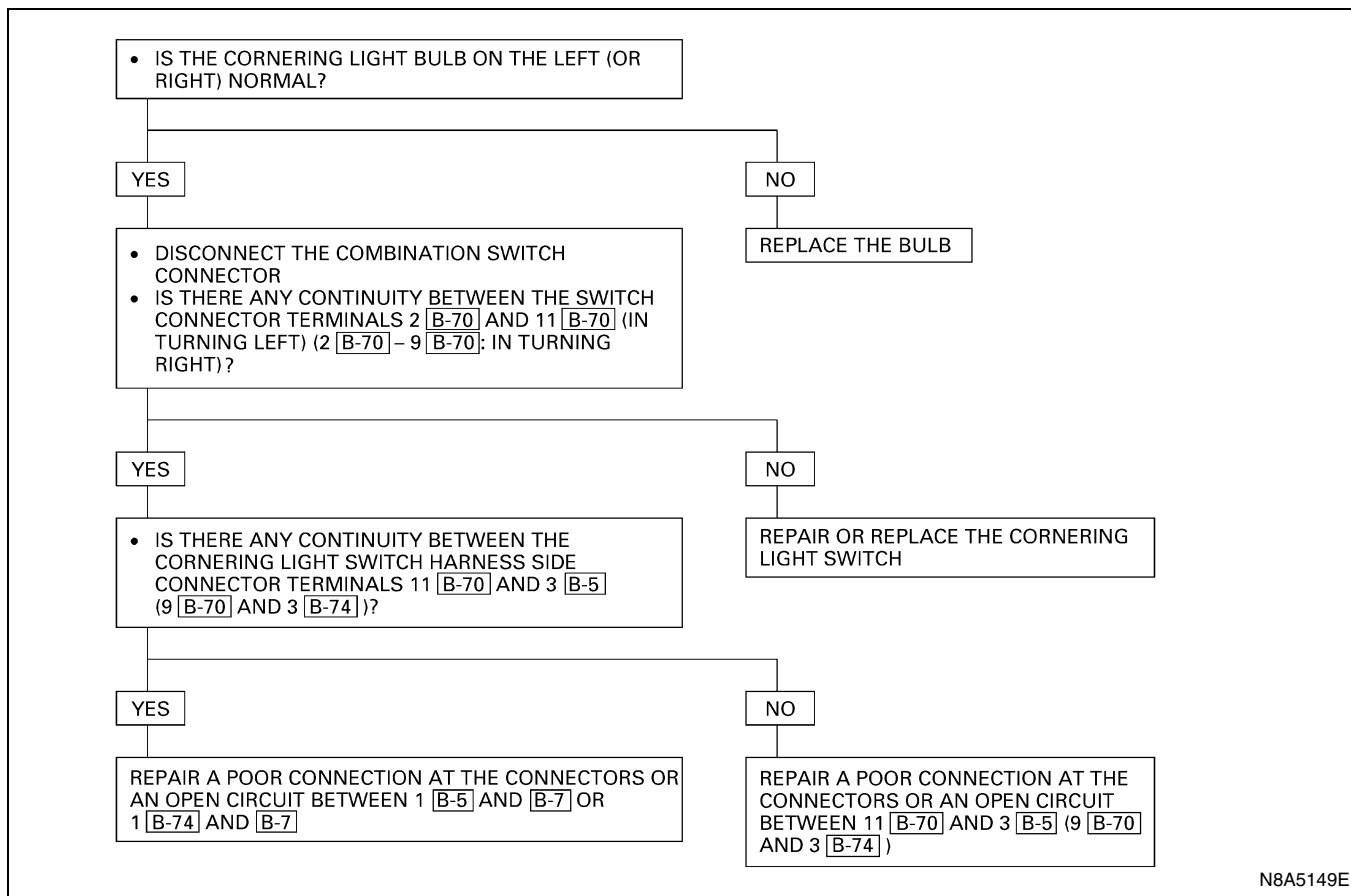 • IS THE CORNERING LIGHT BULB ON THE LEFT (OR
RIGHT) NORMAL?
YES
NO
• DISCONNECT THE COMBINATION SWITCH
CONNECTOR
• IS THERE ANY CONTINUITY BETWEEN THE SWITCH
CONNECTOR TERMINALS 2 B-70 AND 11 B-70 (IN
TURNING LEFT) (2 B-70 – 9 B-70: IN TURNING
RIGHT)?
REPLACE THE BULB
YES
NO
• IS THERE ANY CONTINUITY BETWEEN THE
CORNERING LIGHT SWITCH HARNESS SIDE
CONNECTOR TERMINALS 11 B-70 AND 3 B-5
(9 B-70 AND 3 B-74 )?
REPAIR OR REPLACE THE CORNERING
LIGHT SWITCH
YES
NO
REPAIR A POOR CONNECTION AT THE CONNECTORS OR
AN OPEN CIRCUIT BETWEEN 1 B-5 AND B-7 OR
1 B-74 AND B-7
REPAIR A POOR CONNECTION AT THE
CONNECTORS OR AN OPEN CIRCUIT
BETWEEN 11 B-70 AND 3 B-5 (9 B-70
AND 3 B-74 )
N8A5149E